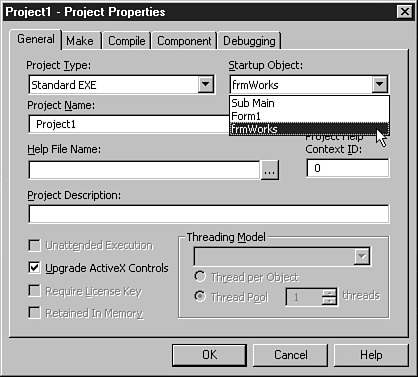 Project1 - Project Properties
General Make Compile Component Debugging
Project Type: Startup Object:
Standard EXE frmWorks
Sub Main
Form1
frmWorks
Project Name:
Project1
Project Help
Help File Name: Context ID:
... 0
Project Description:
Unattended Execution Threading Model
Upgrade ActiveX Controls
Require License Key Thread per Object
Retained In Memory Thread Pool 1 threads
OK Cancel Help